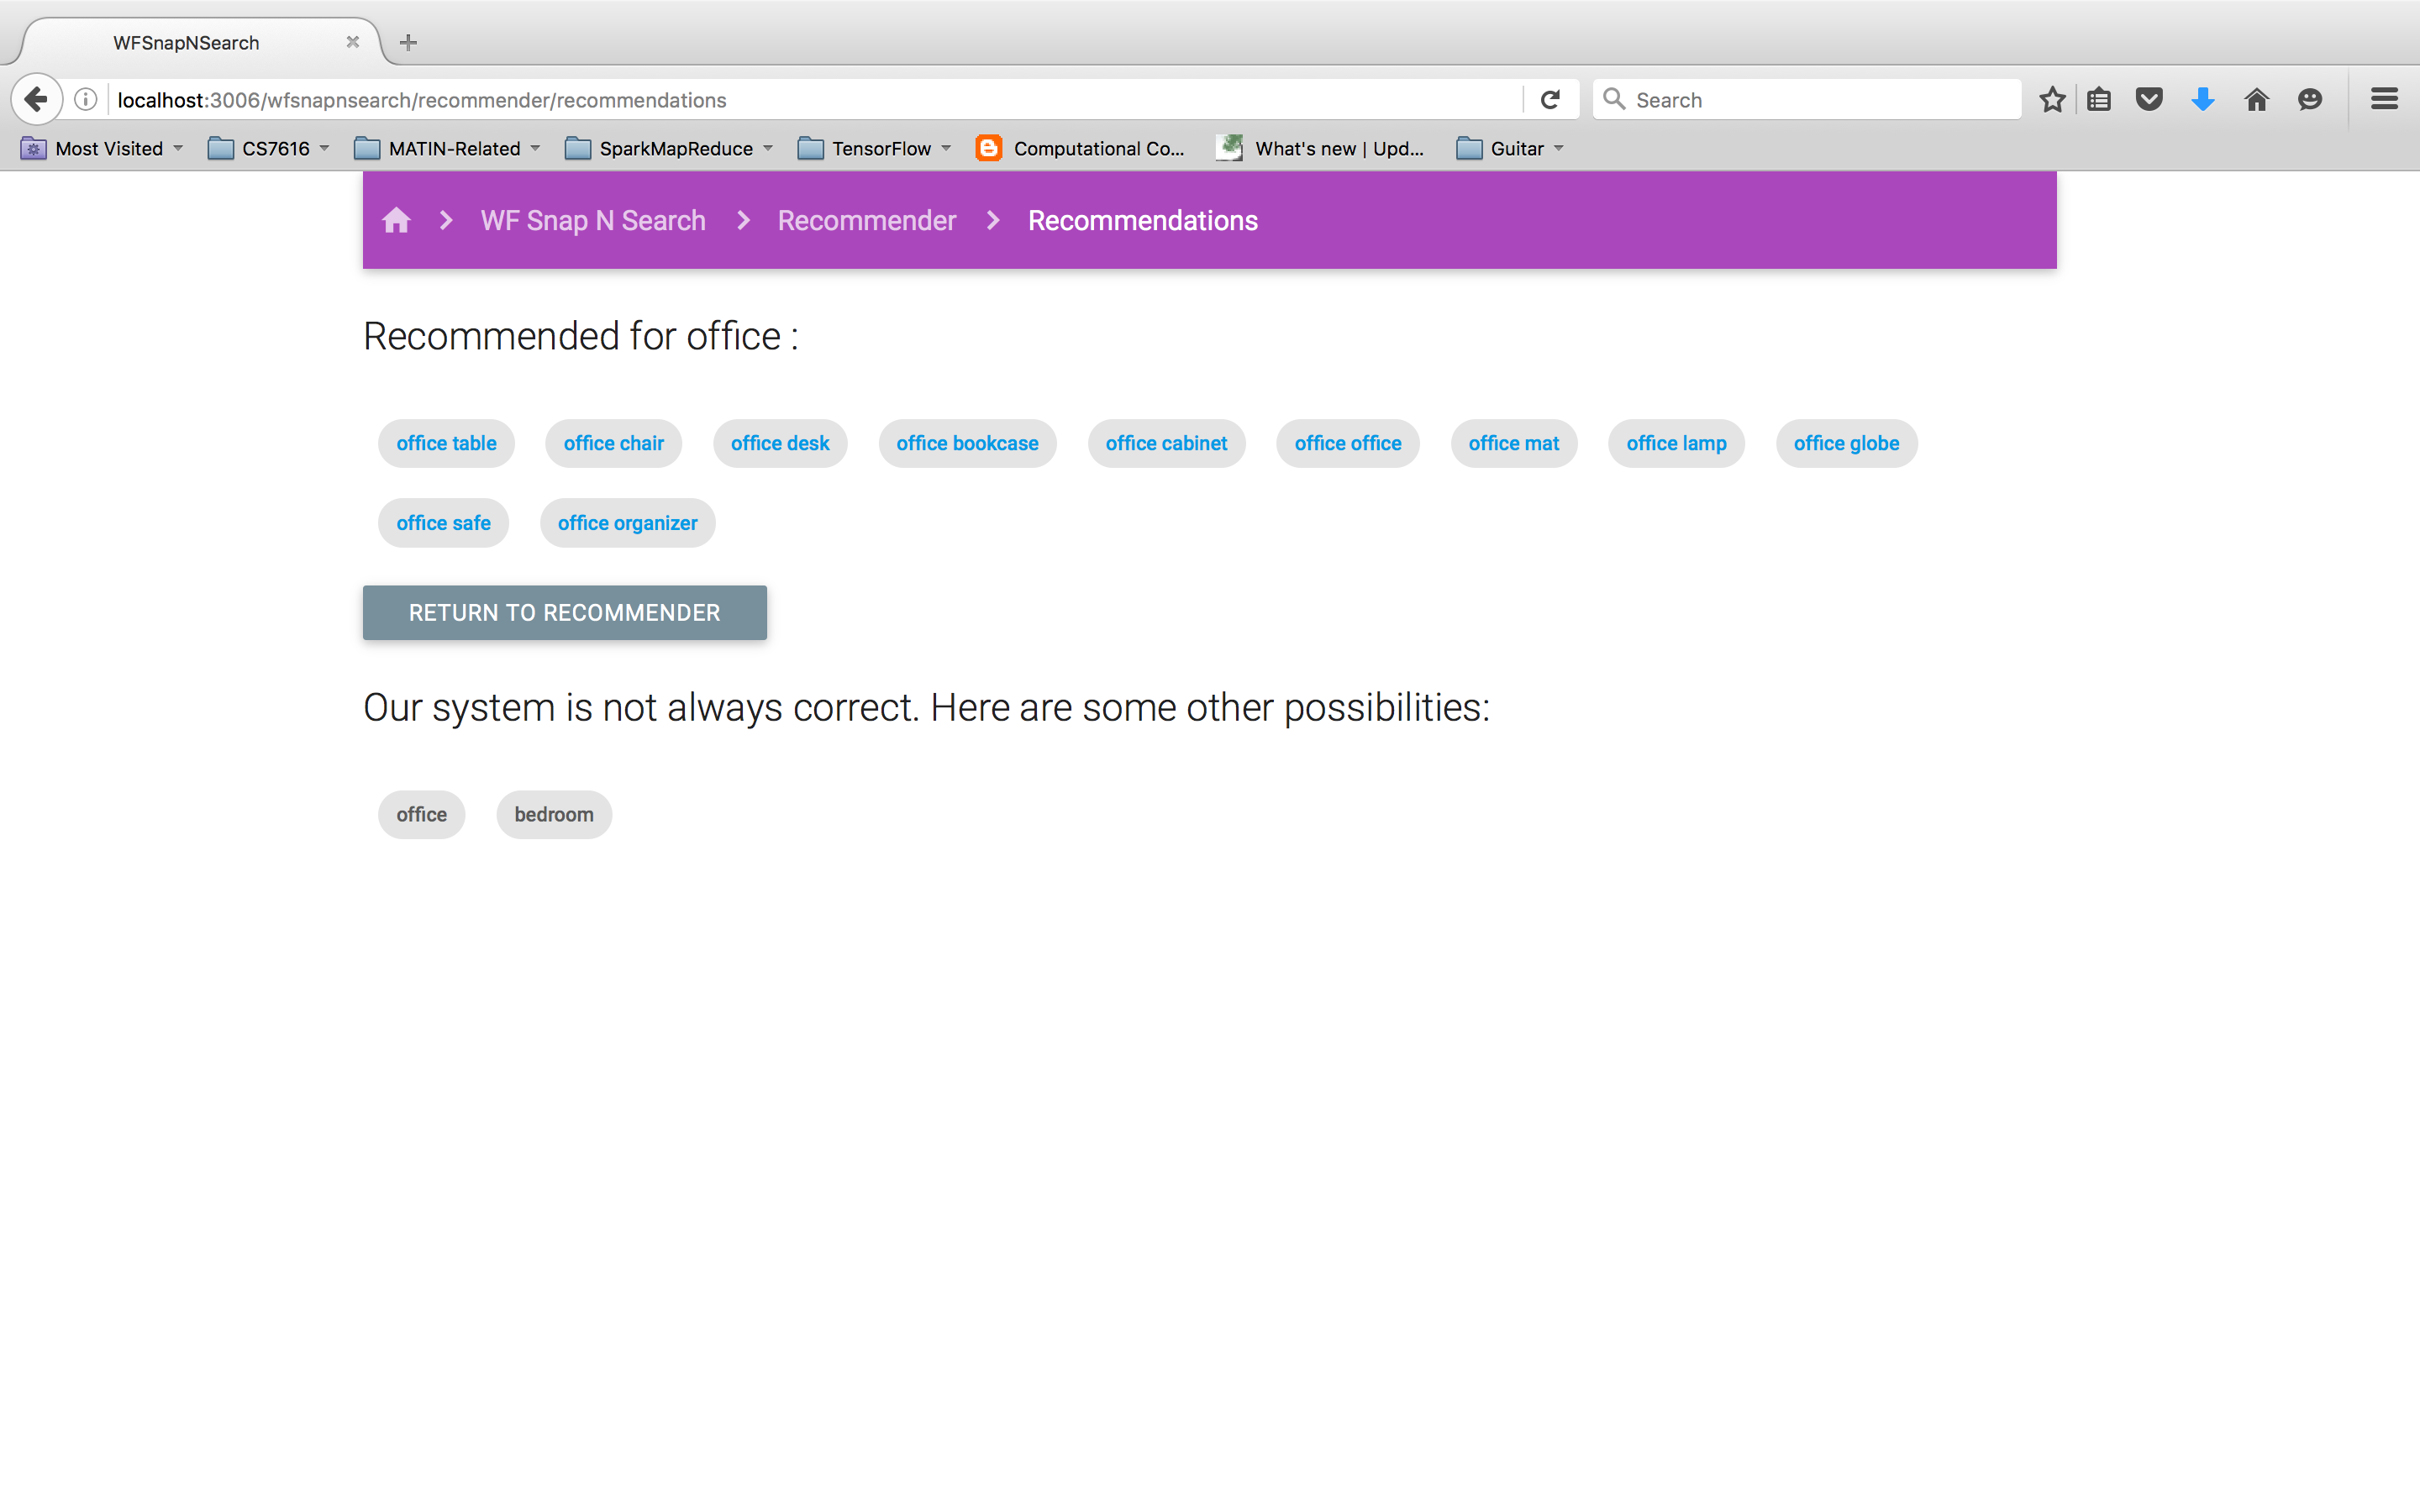 WFSnapNSearch
localhost:3006/wfsnapnsearch/recommender/recommendations Search
Most Visited CS7616 MATIN-Related SparkMapReduce TensorFlow Computational Co... What's new | Upd... Guitar
WF Snap N Search Recommender Recommendations
Recommended for office :
office table office chair office desk office bookcase office cabinet office office office mat office lamp office globe
office safe office organizer
RETURN TO RECOMMENDER
Our system is not always correct. Here are some other possibilities:
office bedroom